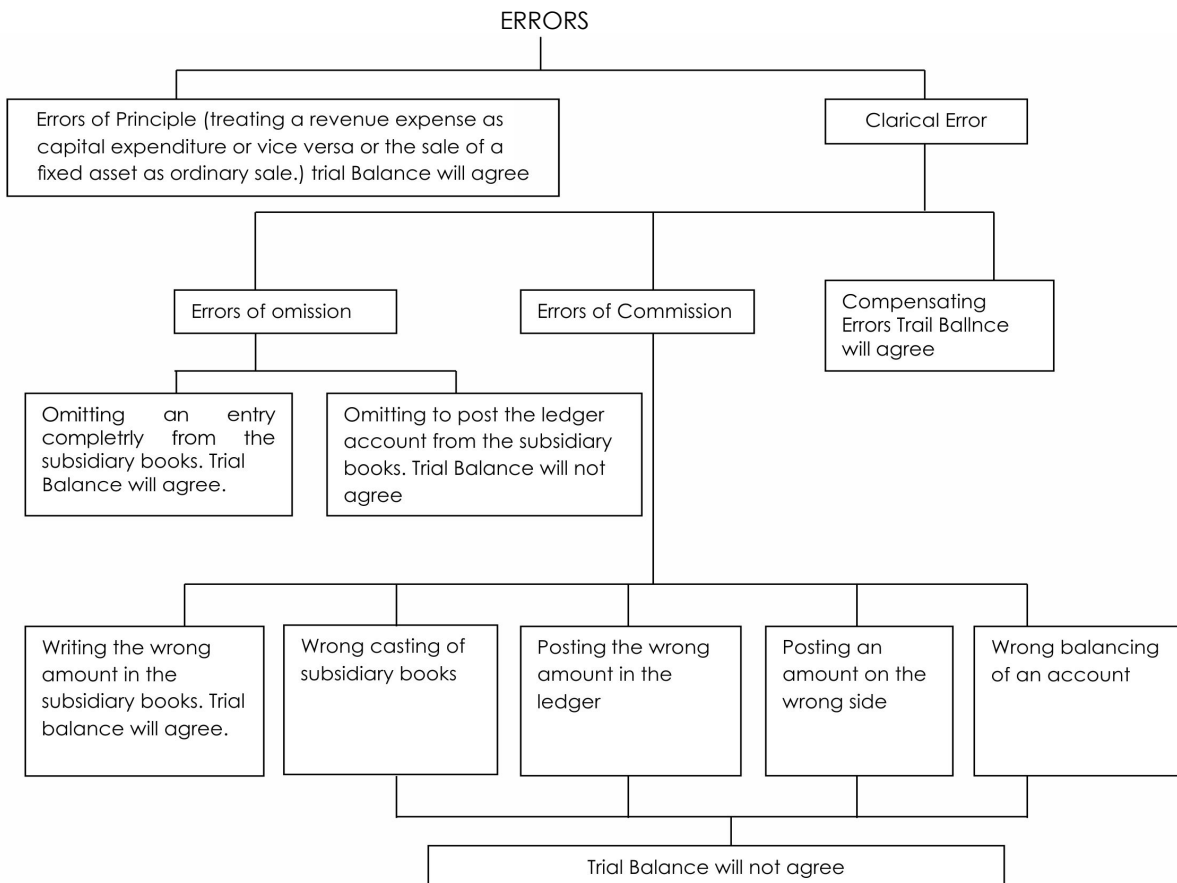 ERRORS
Errors of Principle (treating a revenue expense as
capital expenditure or vice versa or the sale of a
fixed asset as ordinary sale.) trial Balance will agree
Clarical Error
Errors of omission
Errors of Commission
Compensating
Errors Trail Ballnce
will agree
Omitting an entry
completrly from the
subsidiary books. Trial
Balance will agree.
Omitting to post the ledger
account from the subsidiary
books. Trial Balance will not
agree
Writing the wrong
amount in the
subsidiary books. Trial
balance will agree.
Wrong casting of
subsidiary books
Posting the wrong
amount in the
ledger
Posting an
amount on the
wrong side
Wrong balancing
of an account
Trial Balance will not agree